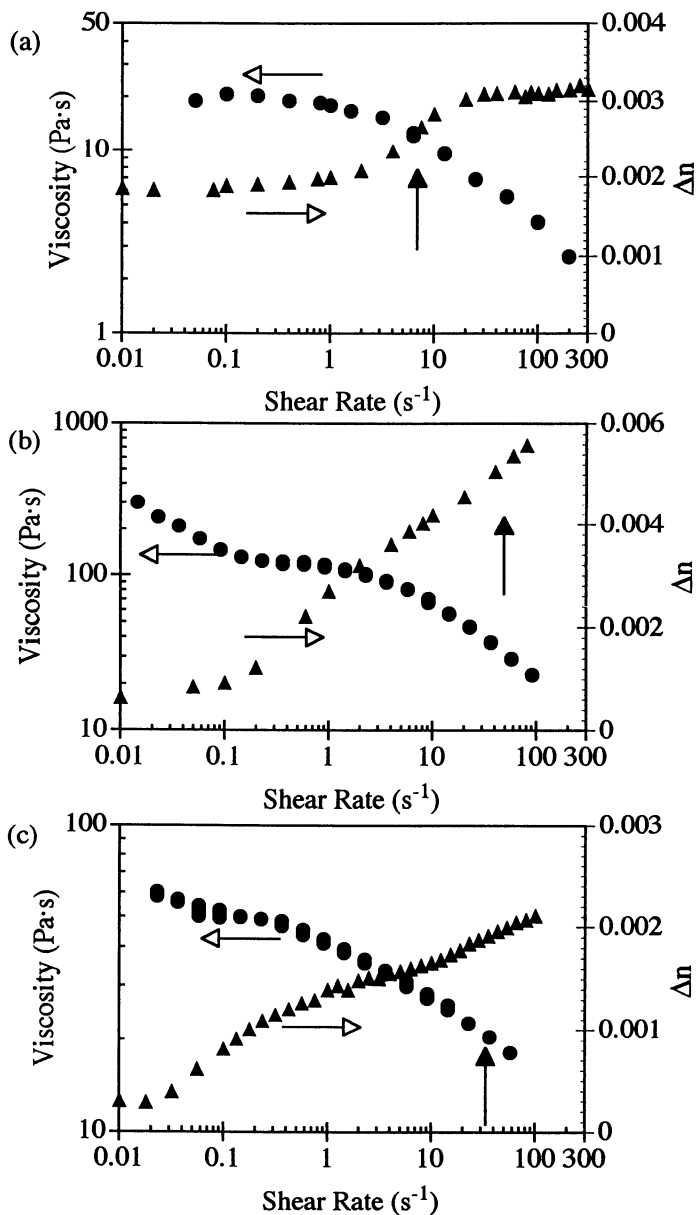 (a)
50
10
1
Viscosity (Pa·s)
0.004
0.003
0.002
0.001
0
Δn
0.01 0.1 1 10 100 300
Shear Rate (s-1)
(b)
1000
100
10
Viscosity (Pa·s)
0.006
0.004
0.002
0
Δn
0.01 0.1 1 10 100 300
Shear Rate (s-1)
(c)
100
10
Viscosity (Pa·s)
0.003
0.002
0.001
0
Δn
0.01 0.1 1 10 100 300
Shear Rate (s-1)